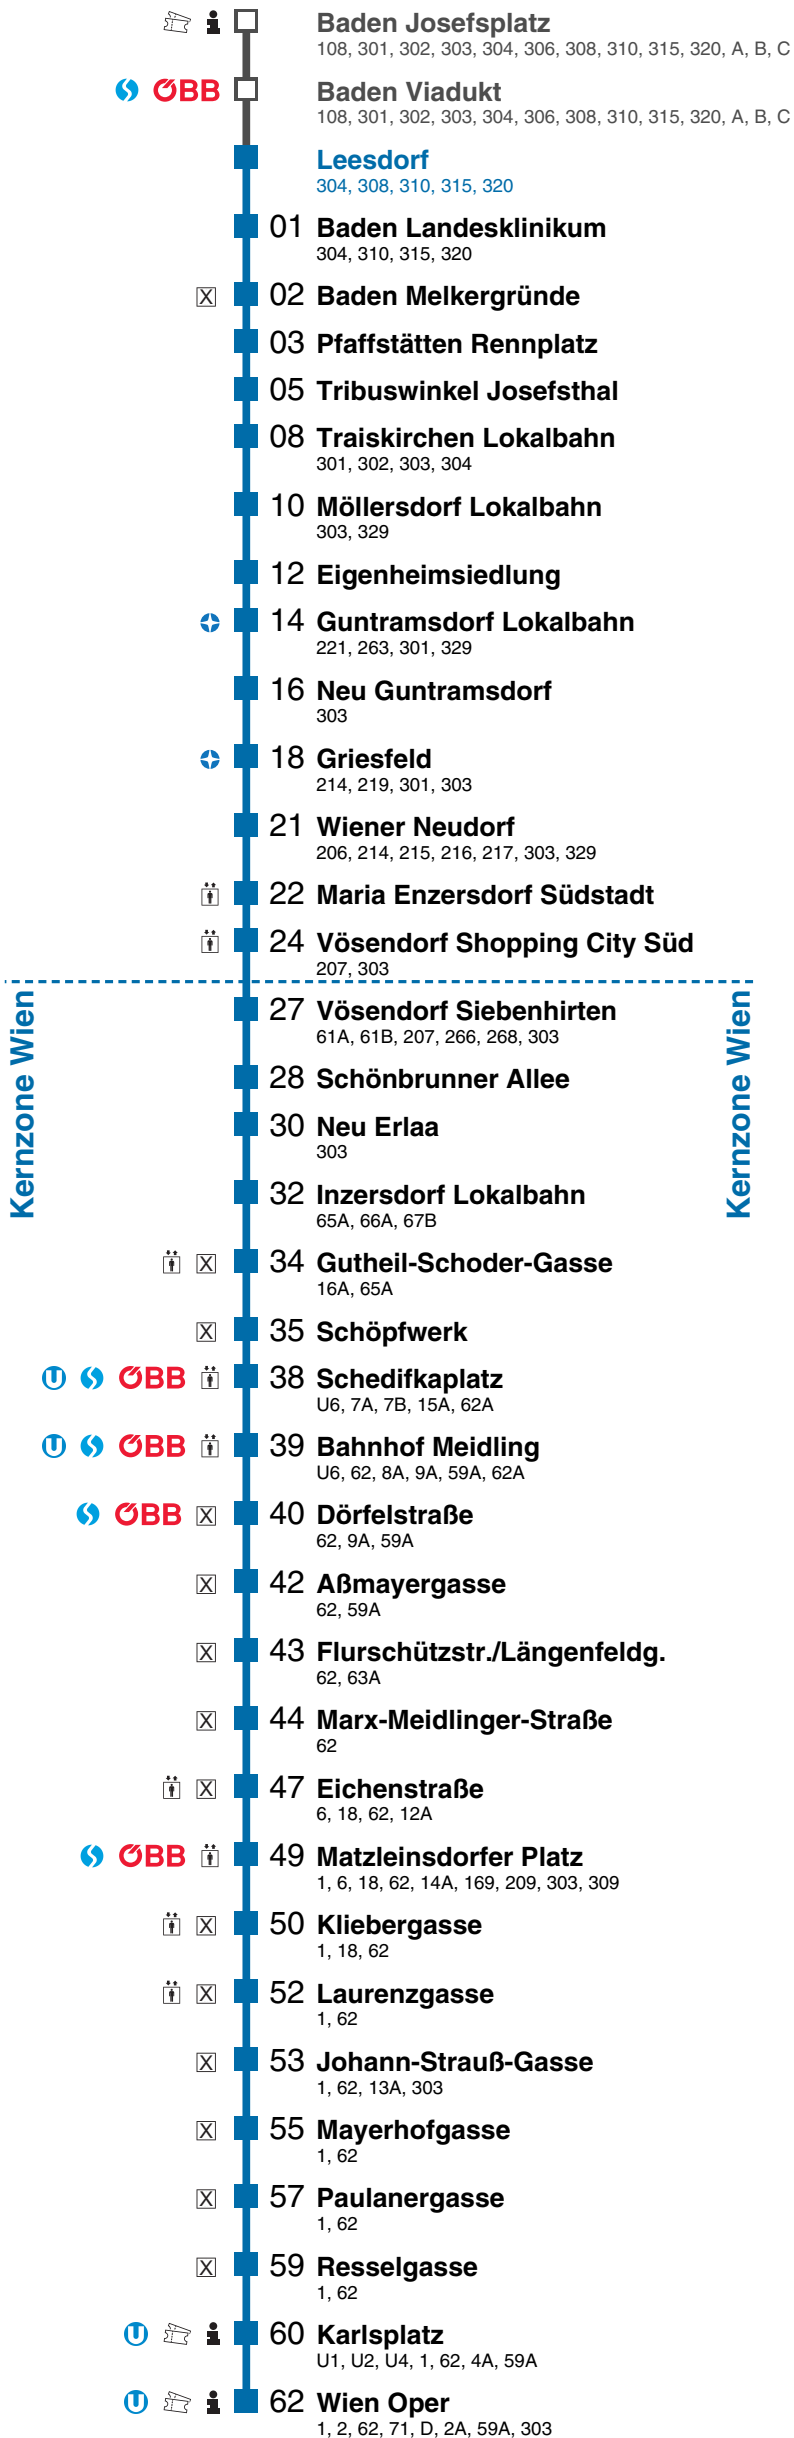 Baden Josefsplatz
108, 301, 302, 303, 304, 306, 308, 310, 315, 320, A, B, C
ÖBB Baden Viadukt
108, 301, 302, 303, 304, 306, 308, 310, 315, 320, A, B, C
Leesdorf
304, 308, 310, 315, 320
01 Baden Landesklinikum
304, 310, 315, 320
X 02 Baden Melkergründe
03 Pfaffstätten Rennplatz
05 Tribuswinkel Josefsthal
08 Traiskirchen Lokalbahn
301, 302, 303, 304
10 Möllersdorf Lokalbahn
303, 329
12 Eigenheimsiedlung
14 Guntramsdorf Lokalbahn
221, 263, 301, 329
16 Neu Guntramsdorf
303
18 Griesfeld
214, 219, 301, 303
21 Wiener Neudorf
206, 214, 215, 216, 217, 303, 329
22 Maria Enzersdorf Südstadt
24 Vösendorf Shopping City Süd
207, 303
Kernzone Wien
Kernzone Wien
27 Vösendorf Siebenhirten
61A, 61B, 207, 266, 268, 303
28 Schönbrunner Allee
30 Neu Erlaa
303
32 Inzersdorf Lokalbahn
65A, 66A, 67B
X 34 Gutheil-Schoder-Gasse
16A, 65A
X 35 Schöpfwerk
U S ÖBB 38 Schedifkaplatz
U6, 7A, 7B, 15A, 62A
U S ÖBB 39 Bahnhof Meidling
U6, 62, 8A, 9A, 59A, 62A
S ÖBB X 40 Dörfelstraße
62, 9A, 59A
X 42 Aßmayergasse
62, 59A
X 43 Flurschützstr./Längenfeldg.
62, 63A
X 44 Marx-Meidlinger-Straße
62
X 47 Eichenstraße
6, 18, 62, 12A
S ÖBB 49 Matzleinsdorfer Platz
1, 6, 18, 62, 14A, 169, 209, 303, 309
X 50 Kliebergasse
1, 18, 62
X 52 Laurenzgasse
1, 62
X 53 Johann-Strauß-Gasse
1, 62, 13A, 303
X 55 Mayerhofgasse
1, 62
X 57 Paulanergasse
1, 62
X 59 Resselgasse
1, 62
U i 60 Karlsplatz
U1, U2, U4, 1, 62, 4A, 59A
U i 62 Wien Oper
1, 2, 62, 71, D, 2A, 59A, 303